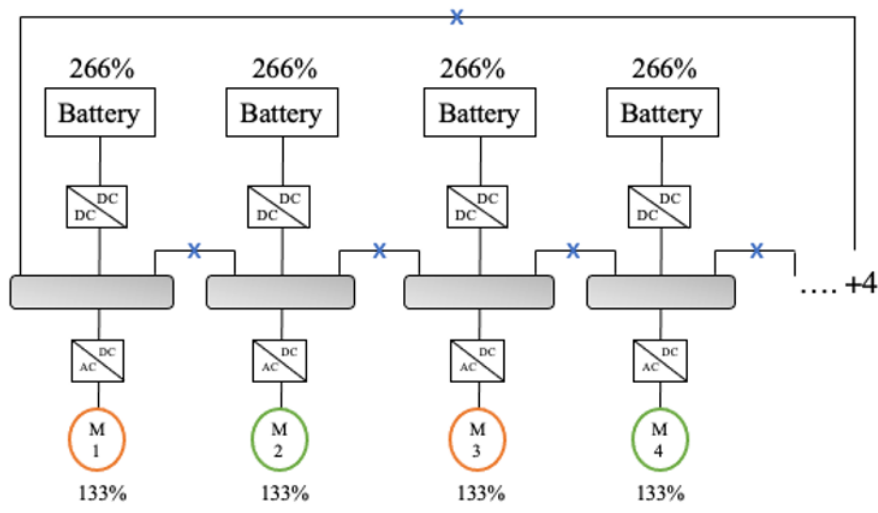 X
266% 266% 266% 266%
Battery Battery Battery Battery
DC DC DC DC
DC DC DC DC
X X X X
.... +4
DC DC DC DC
AC AC AC AC
M M M M
1 2 3 4
133% 133% 133% 133%